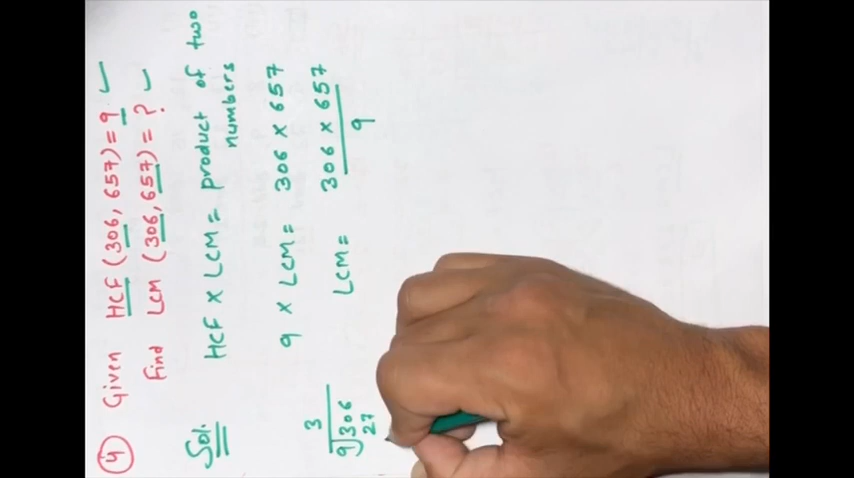 4 Given HCF (306, 657) = 9 ✓
Find LCM (306, 657) = ? ✓
Sol. HCF × LCM = product of two
numbers
9 × LCM = 306 × 657
LCM = 306 × 657
9
3
9 306
27